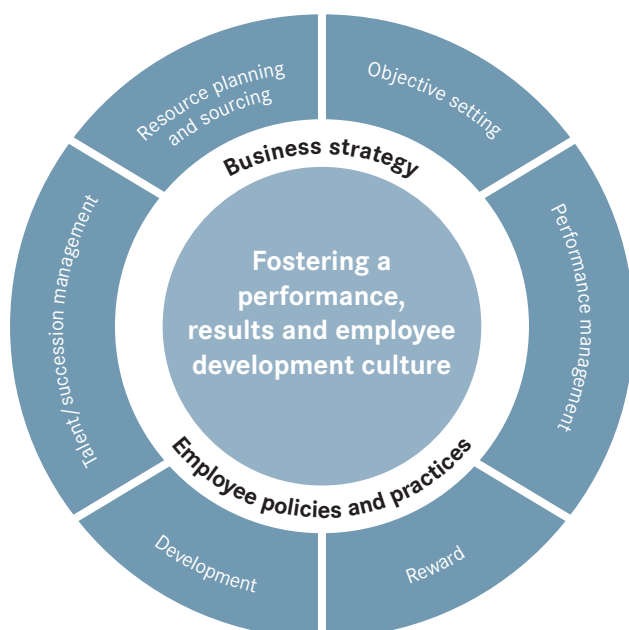 Resource planning
and sourcing
Objective setting
Business strategy
Talent/ succession management
Fostering a
performance,
results and employee
development culture
Performance management
Employee policies and practices
Development
Reward